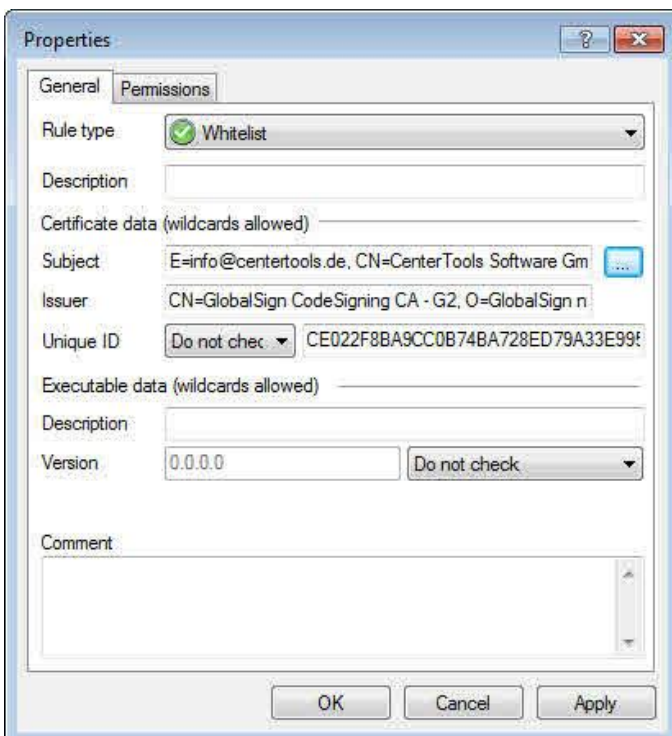 Properties
General Permissions
Rule type Whitelist
Description
Certificate data (wildcards allowed)
Subject E=info@centertools.de, CN=CenterTools Software Gm ...
Issuer CN=GlobalSign CodeSigning CA - G2, O=GlobalSign n
Unique ID Do not chec CE022F8BA9CC0B74BA728ED79A33E995
Executable data (wildcards allowed)
Description
Version 0.0.0.0 Do not check
Comment
OK Cancel Apply